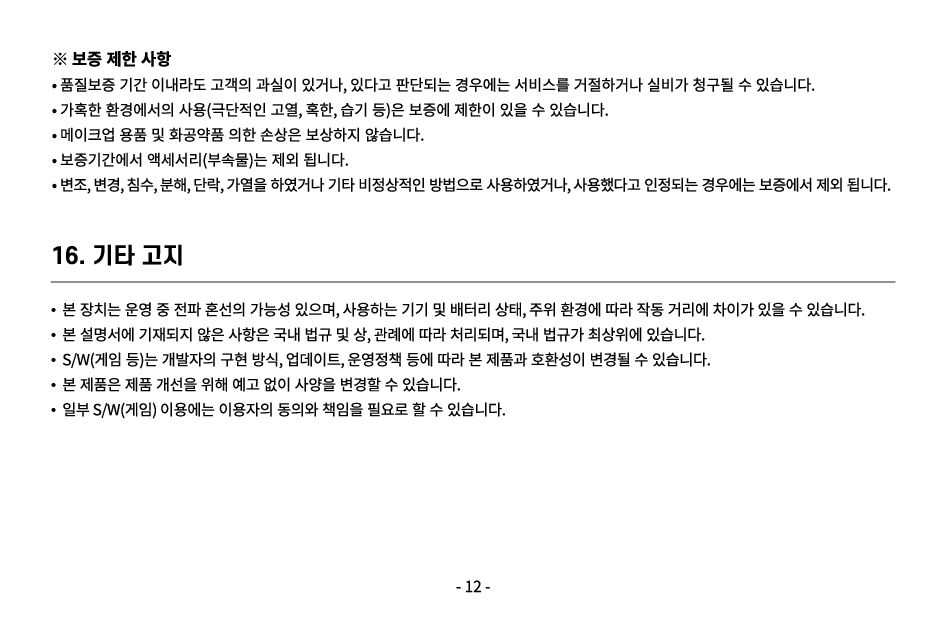 ※ 보증 제한 사항
• 품질보증 기간 이내라도 고객의 과실이 있거나, 있다고 판단되는 경우에는 서비스를 거절하거나 실비가 청구될 수 있습니다.
• 가혹한 환경에서의 사용(극단적인 고열, 혹한, 습기 등)은 보증에 제한이 있을 수 있습니다.
• 메이크업 용품 및 화공약품 의한 손상은 보상하지 않습니다.
• 보증기간에서 액세서리(부속물)는 제외 됩니다.
• 변조, 변경, 침수, 분해, 단락, 가열을 하였거나 기타 비정상적인 방법으로 사용하였거나, 사용했다고 인정되는 경우에는 보증에서 제외 됩니다.
16. 기타 고지
• 본 장치는 운영 중 전파 혼선의 가능성 있으며, 사용하는 기기 및 배터리 상태, 주위 환경에 따라 작동 거리에 차이가 있을 수 있습니다.
• 본 설명서에 기재되지 않은 사항은 국내 법규 및 상, 관례에 따라 처리되며, 국내 법규가 최상위에 있습니다.
• S/W(게임 등)는 개발자의 구현 방식, 업데이트, 운영정책 등에 따라 본 제품과 호환성이 변경될 수 있습니다.
• 본 제품은 제품 개선을 위해 예고 없이 사양을 변경할 수 있습니다.
• 일부 S/W(게임) 이용에는 이용자의 동의와 책임을 필요로 할 수 있습니다.
- 12 -